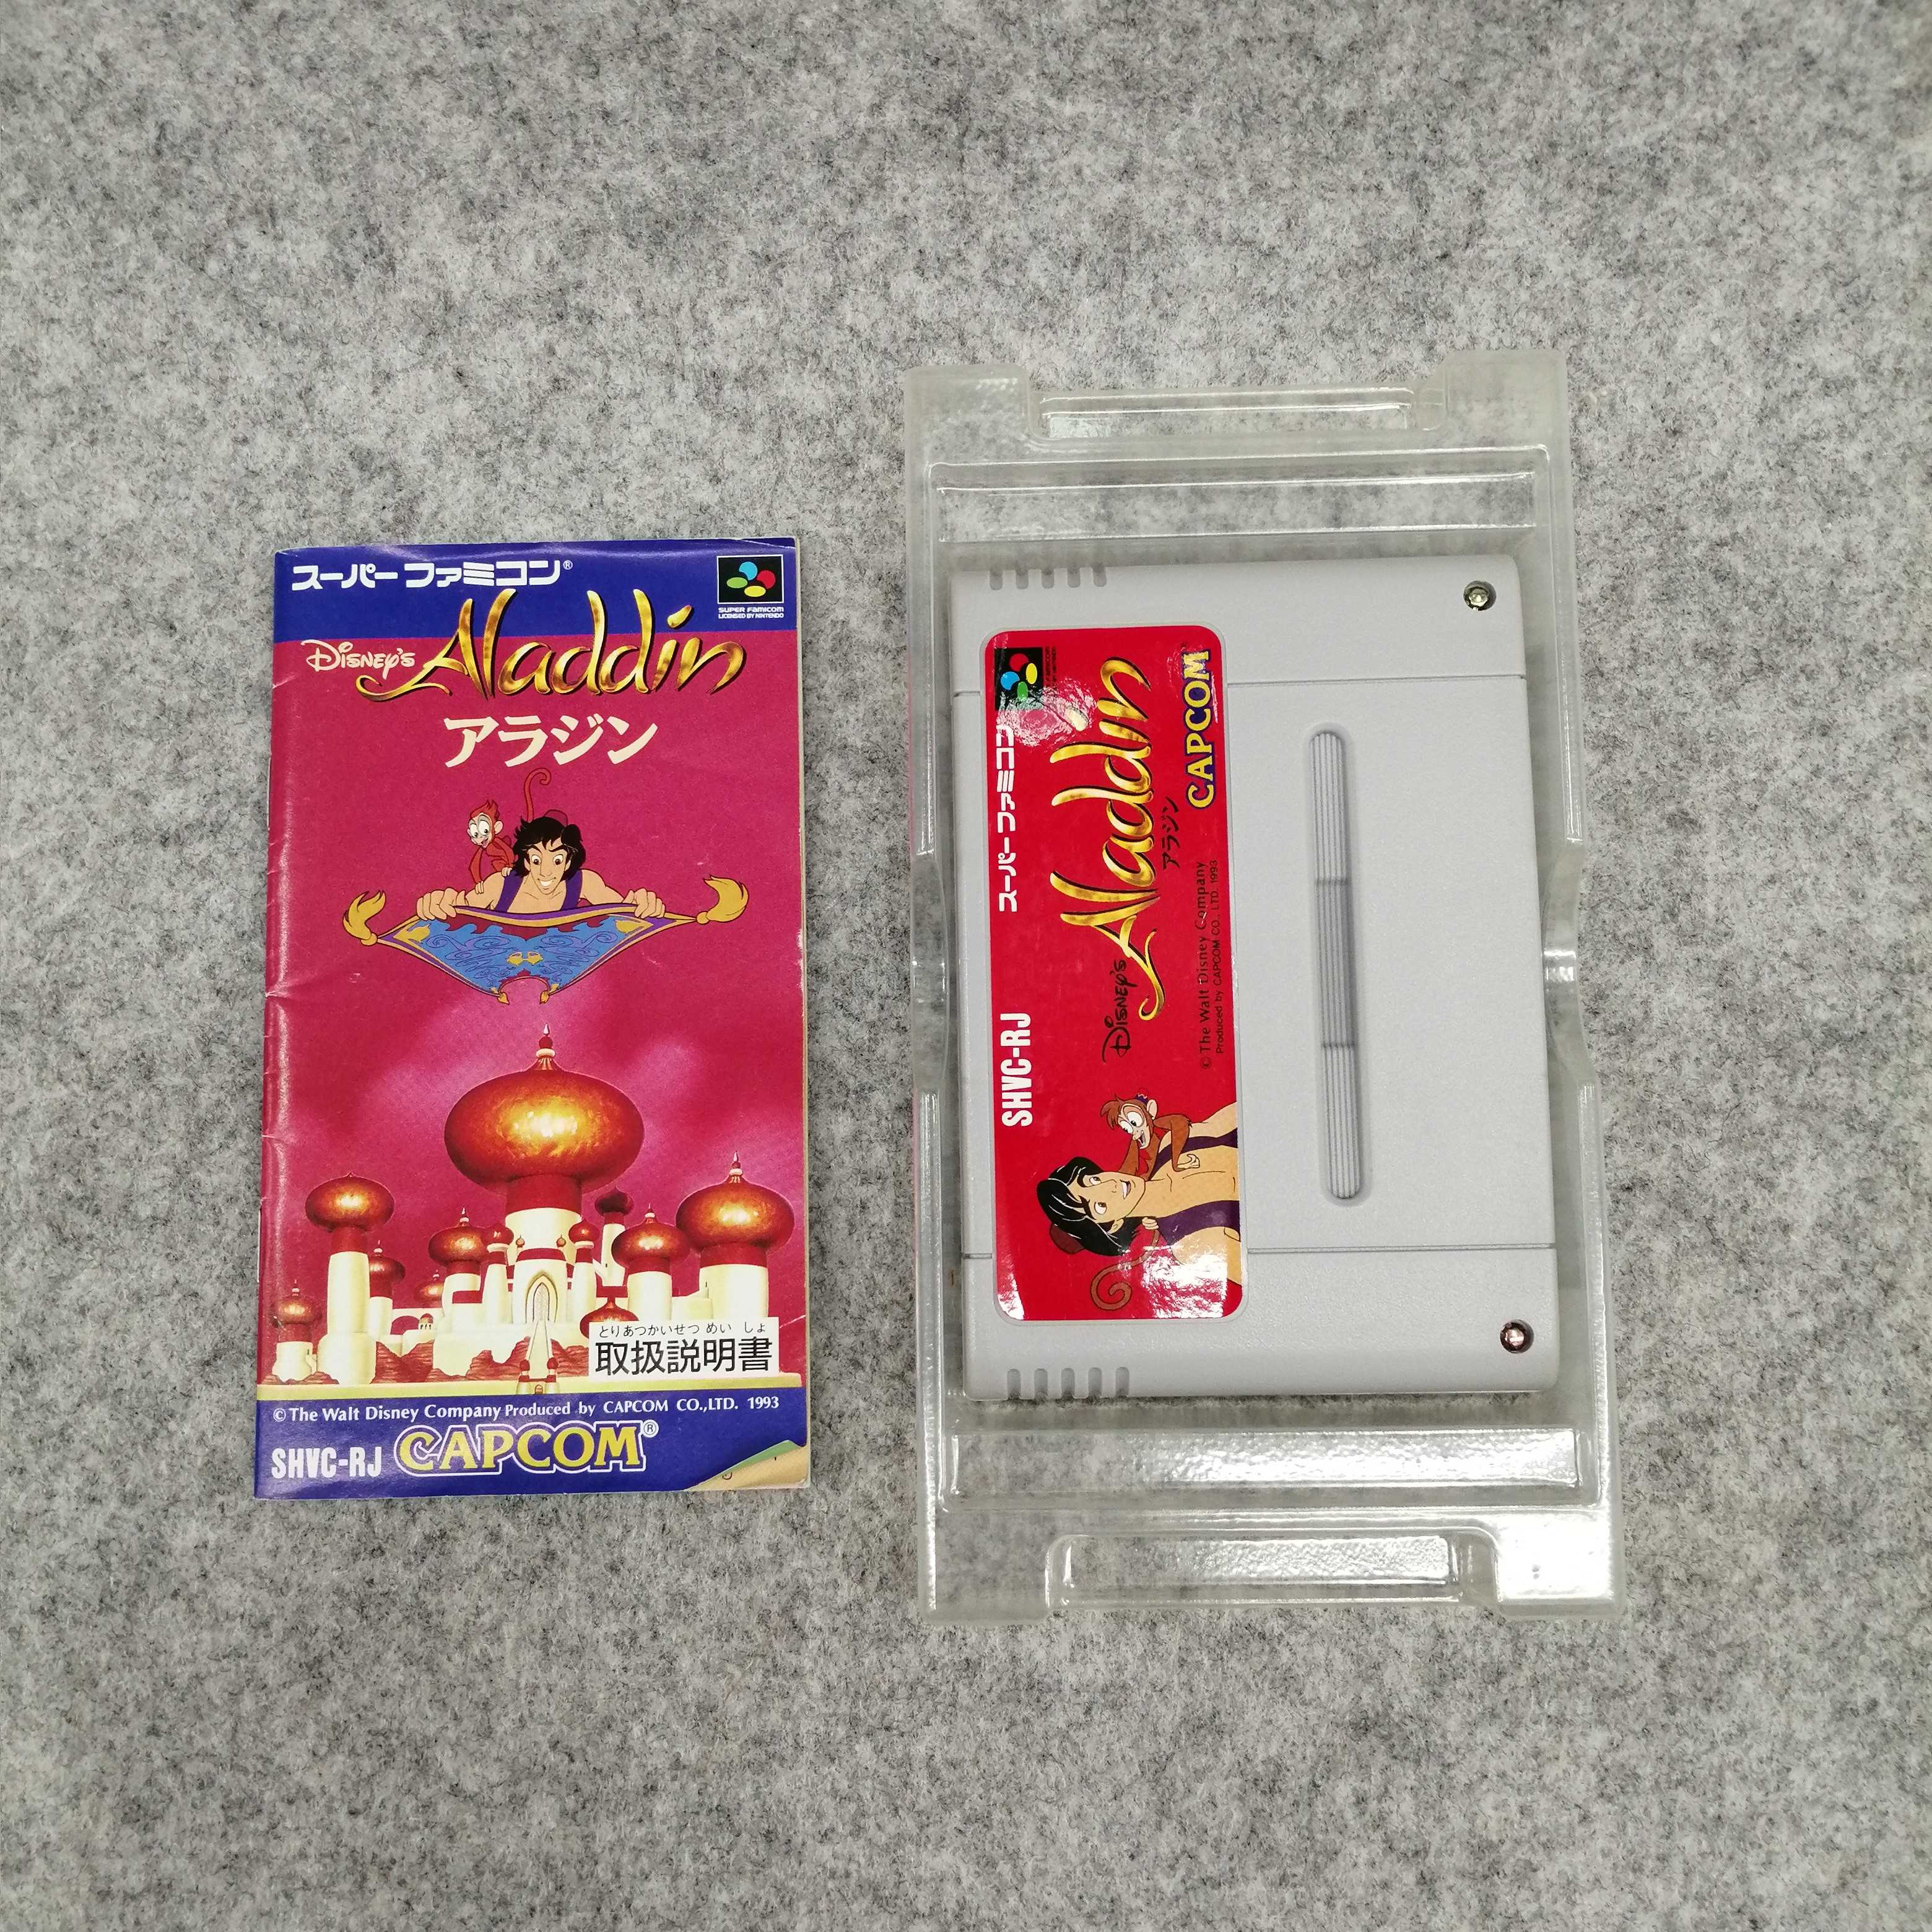 スーパーファミコン®
SUPER FAMICOM
LICENSED BY NINTENDO
Disney's Aladdin
アラジン
とりあつかいせつめいしょ
取扱説明書
© The Walt Disney Company Produced by CAPCOM CO.,LTD. 1993
SHVC-RJ CAPCOM®
SHVC-RJ スーパーファミコン
Disney's Aladdin
アラジン
© The Walt Disney Company
Produced by CAPCOM CO., LTD. 1993
CAPCOM